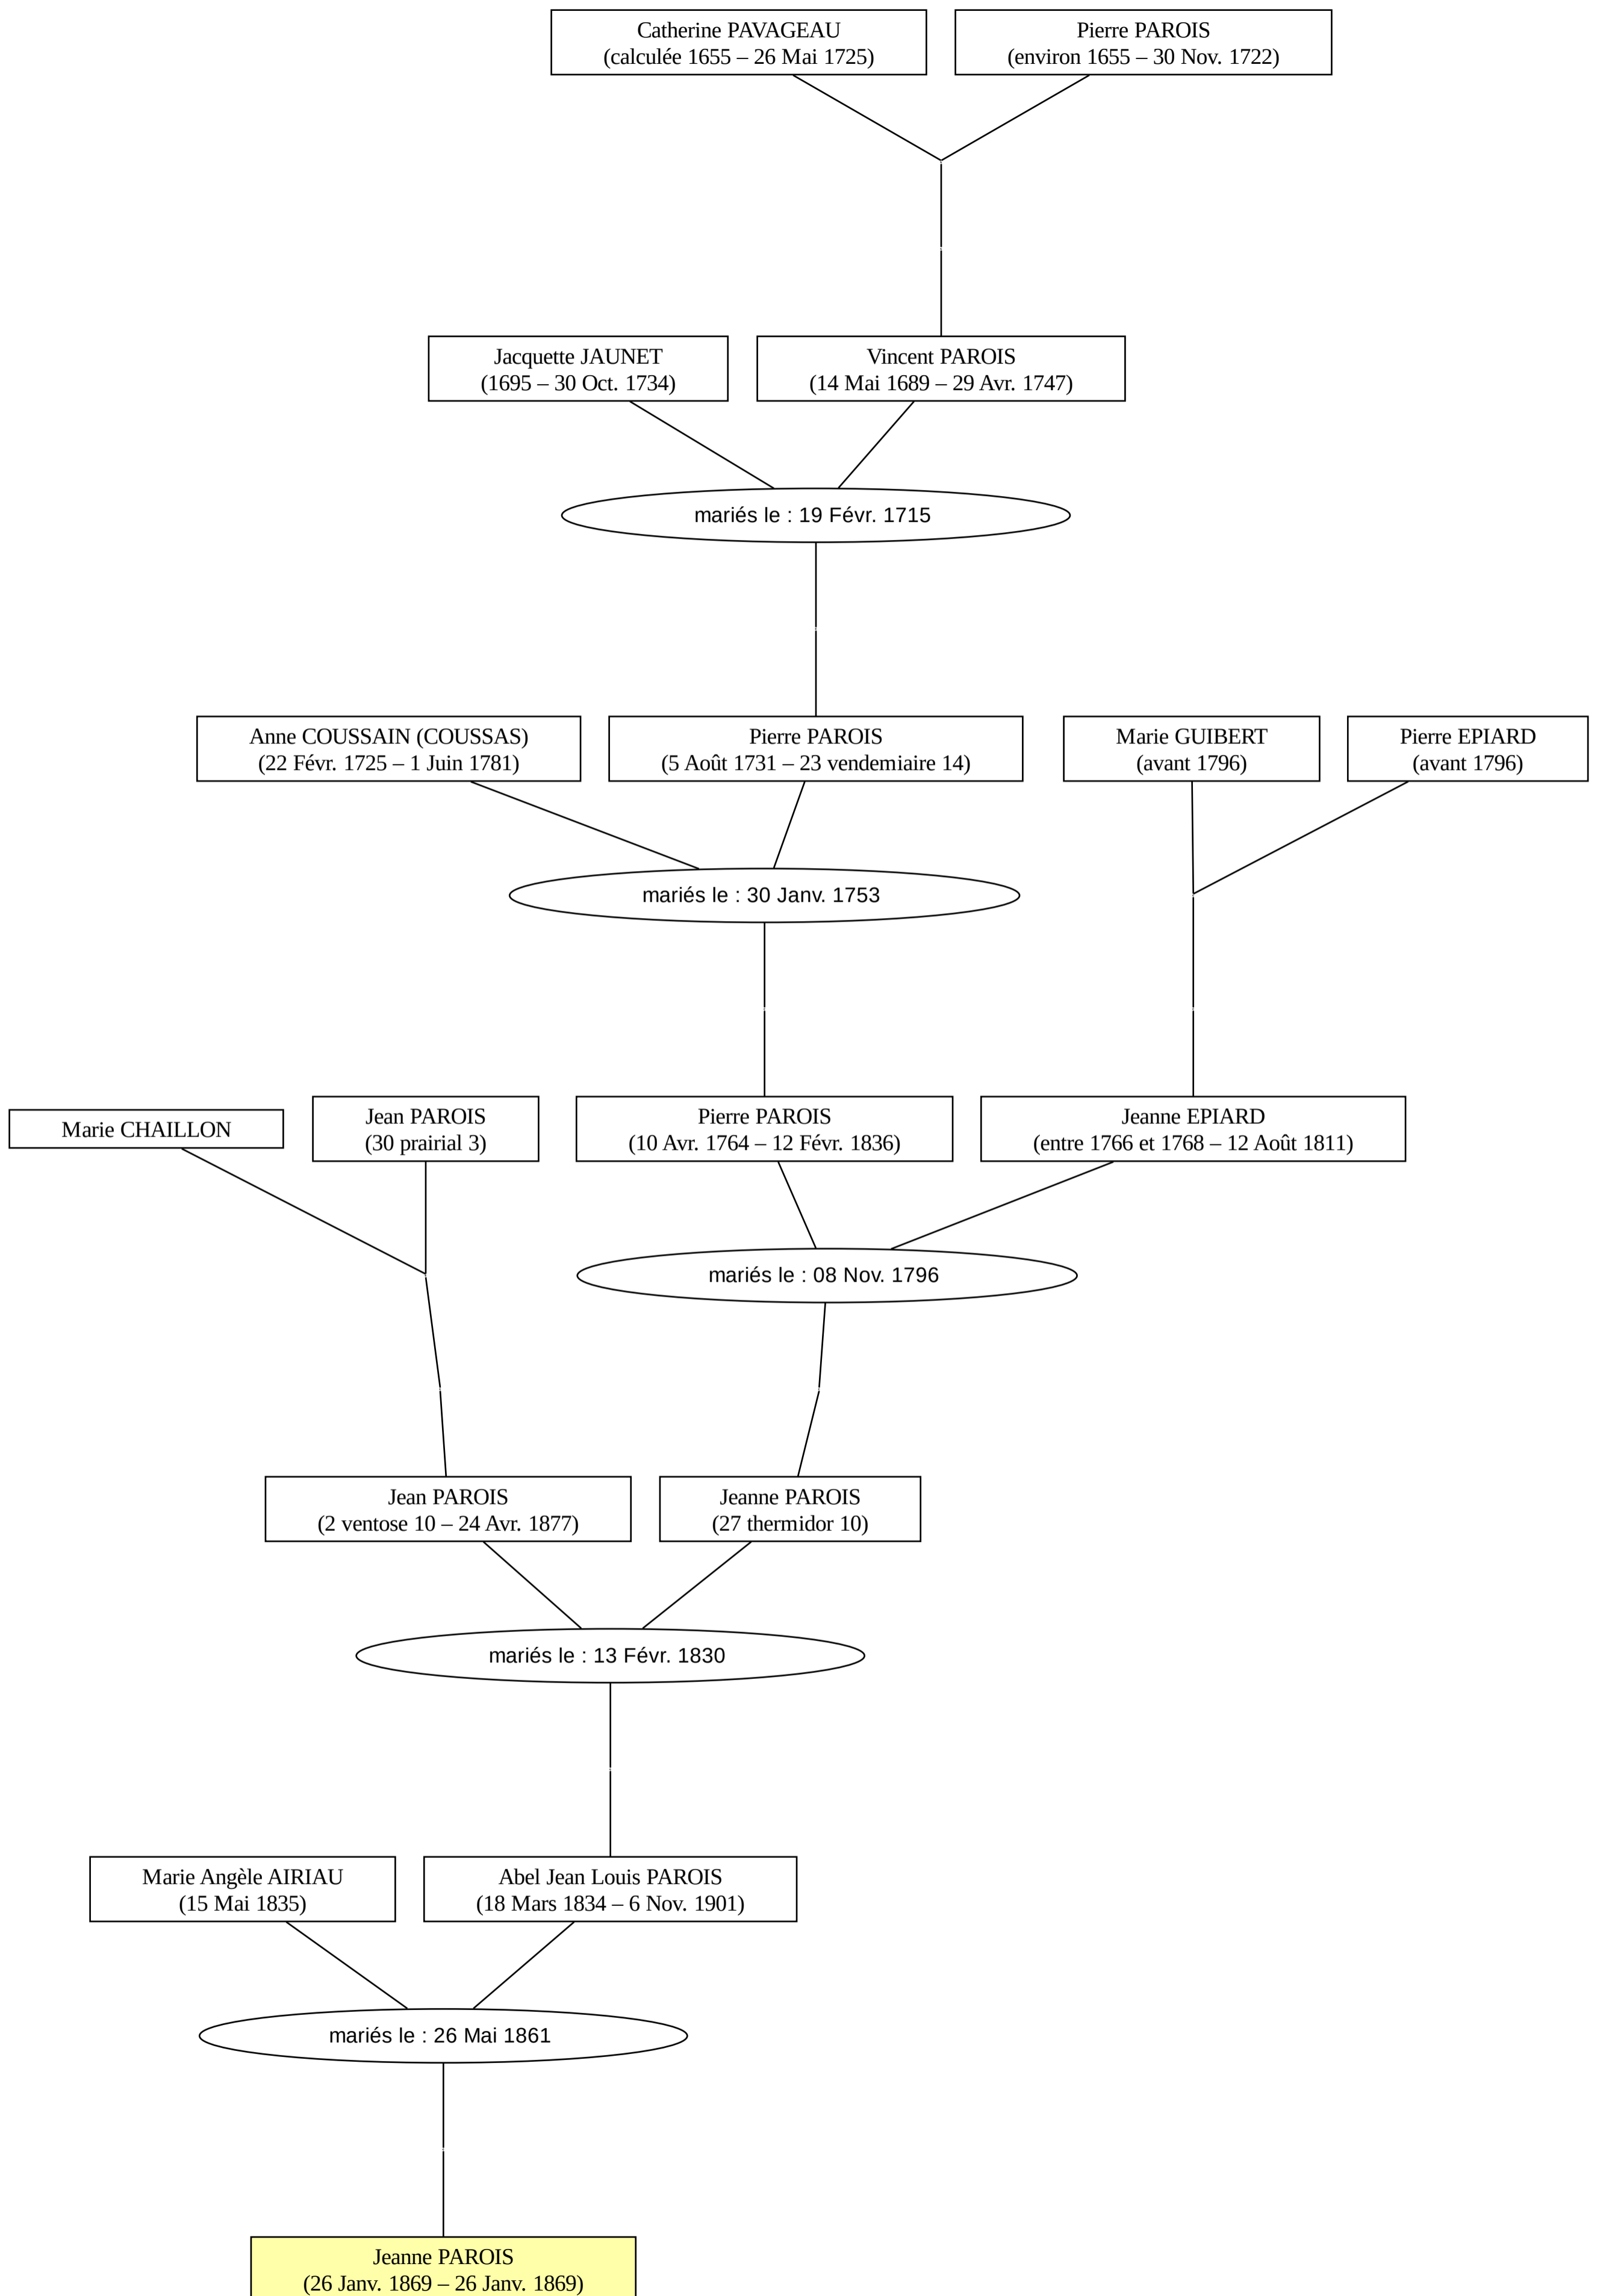 Catherine PAVAGEAU
(calculée 1655 – 26 Mai 1725)
Pierre PAROIS
(environ 1655 – 30 Nov. 1722)
Jacquette JAUNET
(1695 – 30 Oct. 1734)
Vincent PAROIS
(14 Mai 1689 – 29 Avr. 1747)
mariés le : 19 Févr. 1715
Anne COUSSAIN (COUSSAS)
(22 Févr. 1725 – 1 Juin 1781)
Pierre PAROIS
(5 Août 1731 – 23 vendemiaire 14)
Marie GUIBERT
(avant 1796)
Pierre EPIARD
(avant 1796)
mariés le : 30 Janv. 1753
Marie CHAILLON
Jean PAROIS
(30 prairial 3)
Pierre PAROIS
(10 Avr. 1764 – 12 Févr. 1836)
Jeanne EPIARD
(entre 1766 et 1768 – 12 Août 1811)
mariés le : 08 Nov. 1796
Jean PAROIS
(2 ventose 10 – 24 Avr. 1877)
Jeanne PAROIS
(27 thermidor 10)
mariés le : 13 Févr. 1830
Marie Angèle AIRIAU
(15 Mai 1835)
Abel Jean Louis PAROIS
(18 Mars 1834 – 6 Nov. 1901)
mariés le : 26 Mai 1861
Jeanne PAROIS
(26 Janv. 1869 – 26 Janv. 1869)